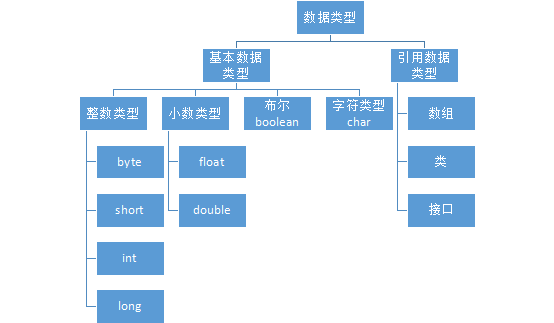 数据类型
基本数据
类型
引用数据
类型
整数类型
小数类型
布尔
boolean
字符类型
char
数组
byte
float
类
short
double
接口
int
long